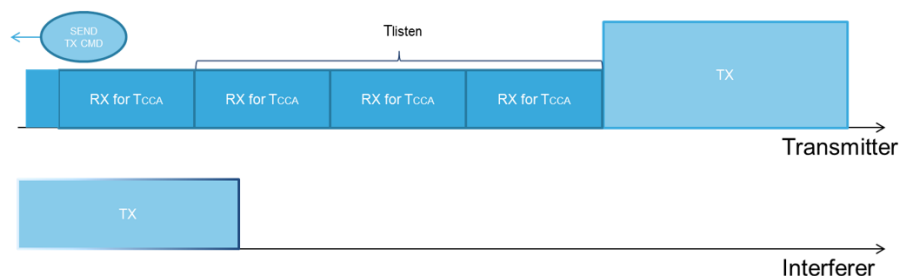 SEND
TX CMD
Tlisten
RX for TCCA
RX for TCCA
RX for TCCA
RX for TCCA
TX
Transmitter
TX
Interferer